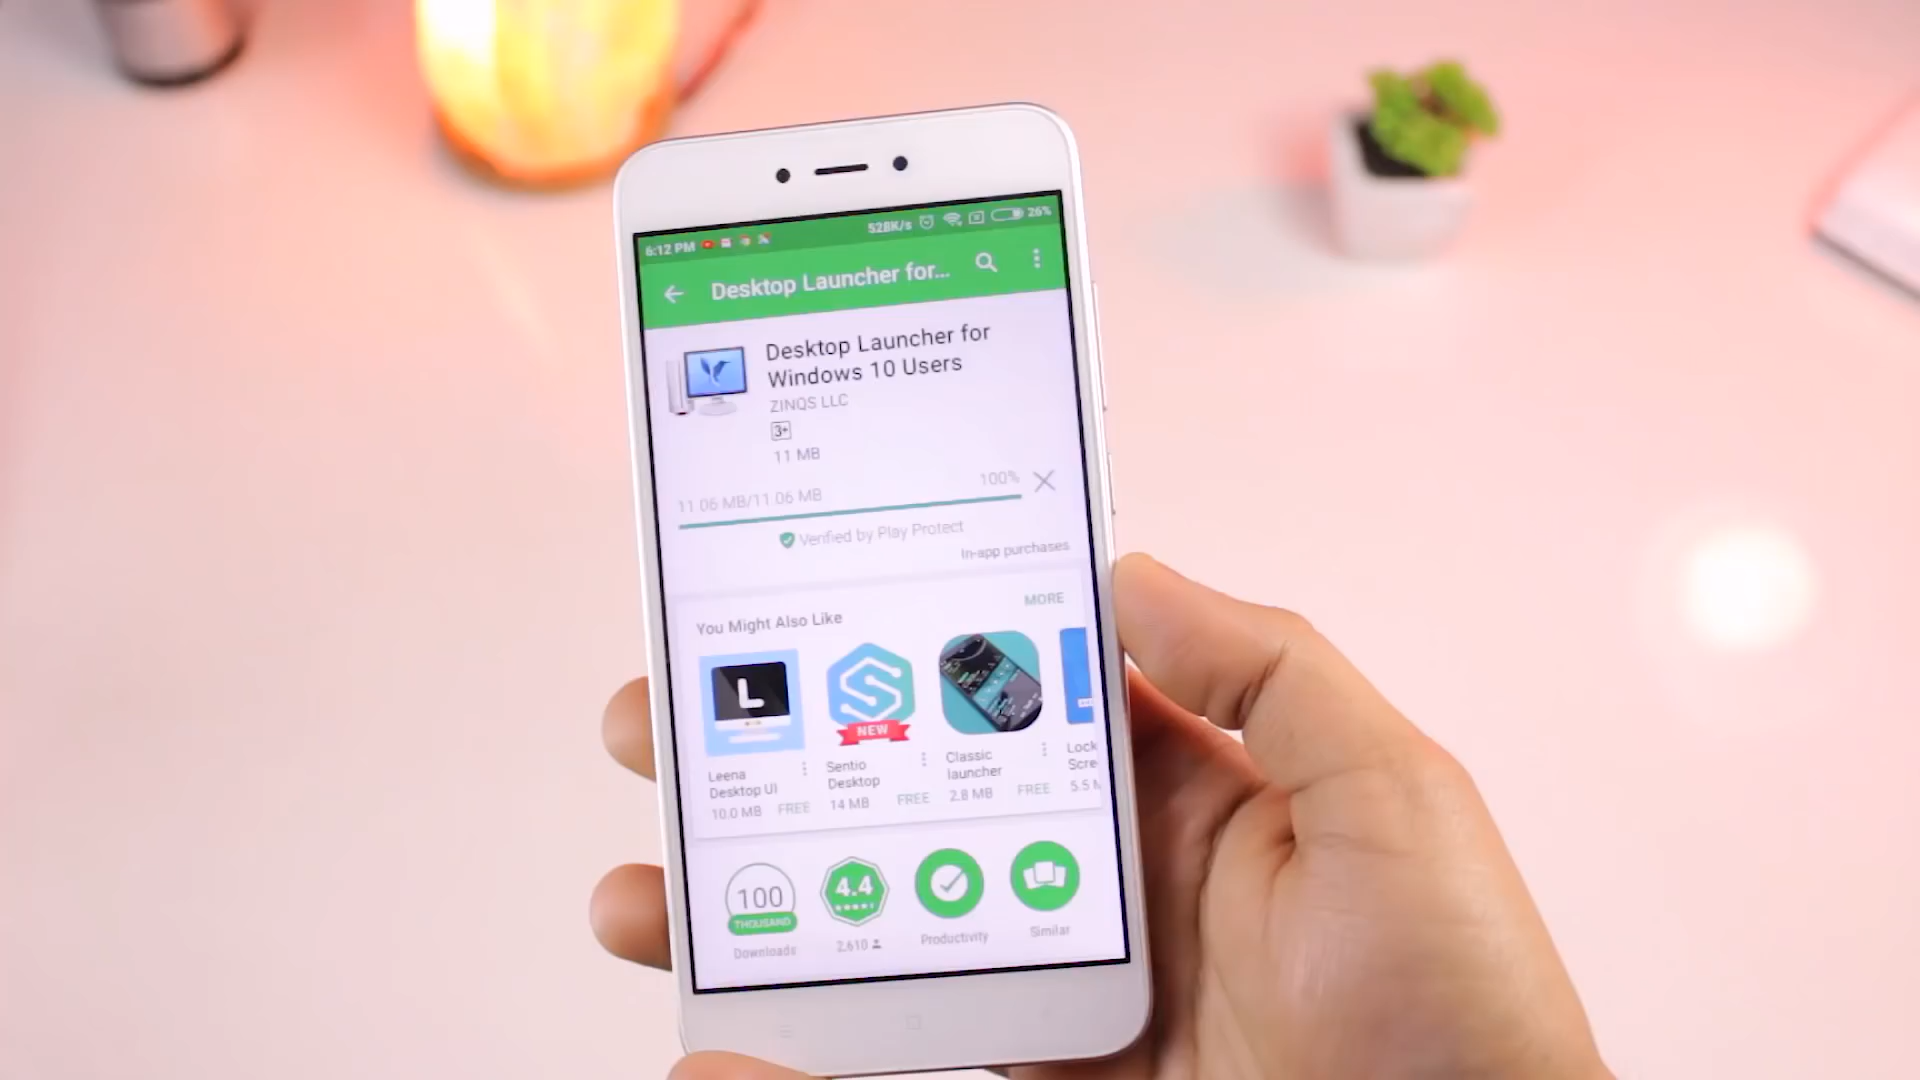 6:12 PM 528K/s 26%
Desktop Launcher for...
Desktop Launcher for
Windows 10 Users
ZINQS LLC
3+
11 MB
11.06 MB/11.06 MB 100%
Verified by Play Protect
In-app purchases
You Might Also Like MORE
L
S
NEW
Leena
Desktop UI
10.0 MB FREE
Sentio
Desktop
14 MB FREE
Classic
launcher
2.8 MB FREE
Lock
Scre
5.5 M
100
THOUSAND
Downloads
4.4
2,610
Productivity
Similar